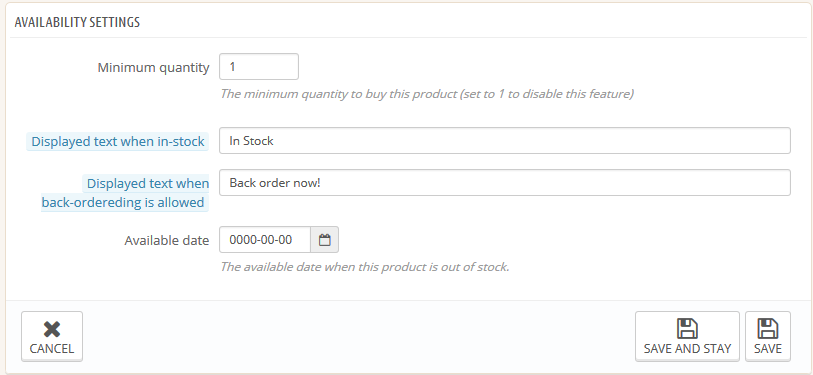 AVAILABILITY SETTINGS
Minimum quantity 1
The minimum quantity to buy this product (set to 1 to disable this feature)
Displayed text when in-stock In Stock
Displayed text when Back order now!
back-ordereding is allowed
Available date 0000-00-00
The available date when this product is out of stock.
CANCEL SAVE AND STAY SAVE